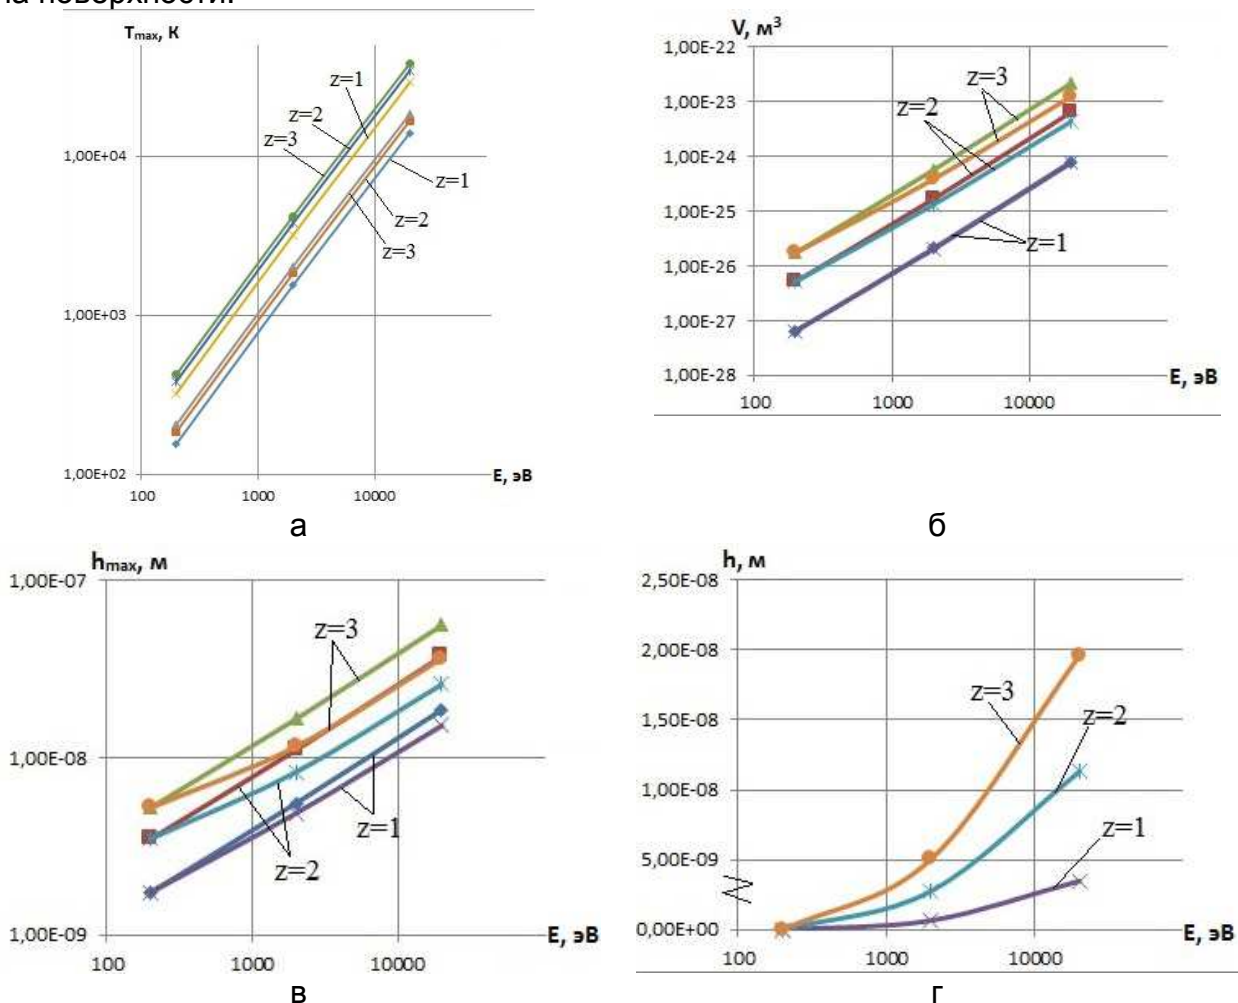 на поверхности.
Tmax, К
1,00E+04
1,00E+03
1,00E+02
100
1000
10000
E, эВ
z=1
z=2
z=3
z=1
z=2
z=3
а
V, м³
1,00E-22
1,00E-23
1,00E-24
1,00E-25
1,00E-26
1,00E-27
1,00E-28
100
1000
10000
E, эВ
z=3
z=2
z=1
б
hmax, м
1,00E-07
1,00E-08
1,00E-09
100
1000
10000
E, эВ
z=3
z=1
z=2
в
h, м
2,50E-08
2,00E-08
1,50E-08
1,00E-08
5,00E-09
0,00E+00
100
1000
10000
E, эВ
z=3
z=2
z=1
г